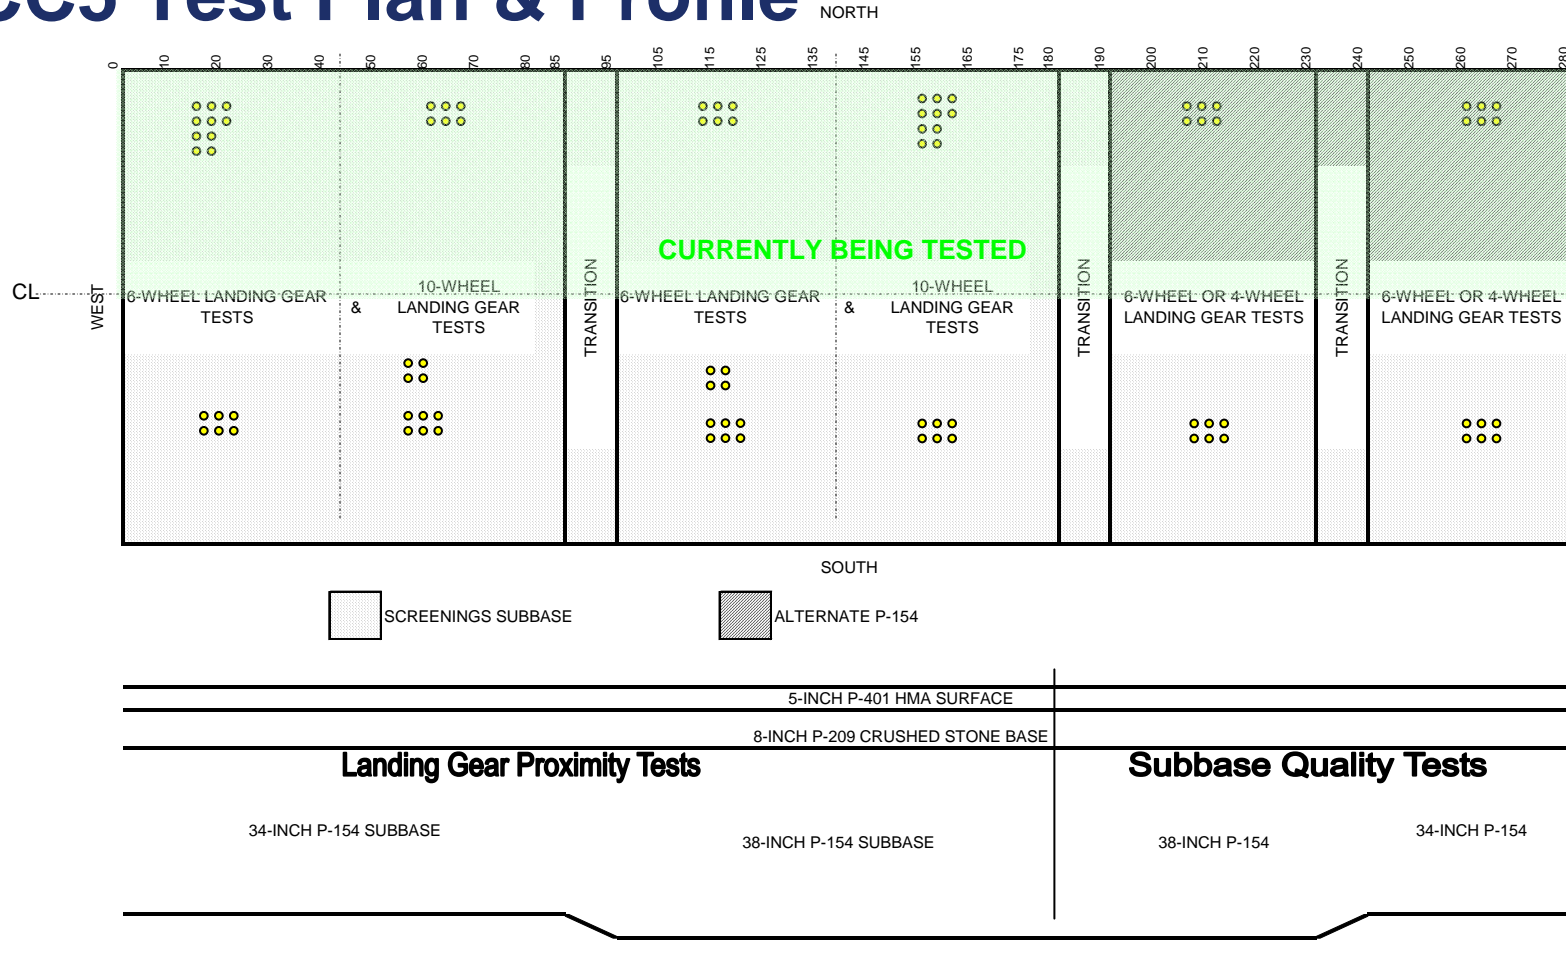 CC5 Test Plan & Profile
NORTH
0 10 20 30 40 50 60 70 80 85 95 105 115 125 135 145 155 165 175 180 190 200 210 220 230 240 250 260 270 280
CURRENTLY BEING TESTED
CL
WEST
6-WHEEL LANDING GEAR
TESTS
&
10-WHEEL
LANDING GEAR
TESTS
TRANSITION
6-WHEEL LANDING GEAR
TESTS
&
10-WHEEL
LANDING GEAR
TESTS
TRANSITION
6-WHEEL OR 4-WHEEL
LANDING GEAR TESTS
TRANSITION
6-WHEEL OR 4-WHEEL
LANDING GEAR TESTS
SOUTH
SCREENINGS SUBBASE
ALTERNATE P-154
5-INCH P-401 HMA SURFACE
8-INCH P-209 CRUSHED STONE BASE
Landing Gear Proximity Tests
Subbase Quality Tests
34-INCH P-154 SUBBASE
38-INCH P-154 SUBBASE
38-INCH P-154
34-INCH P-154